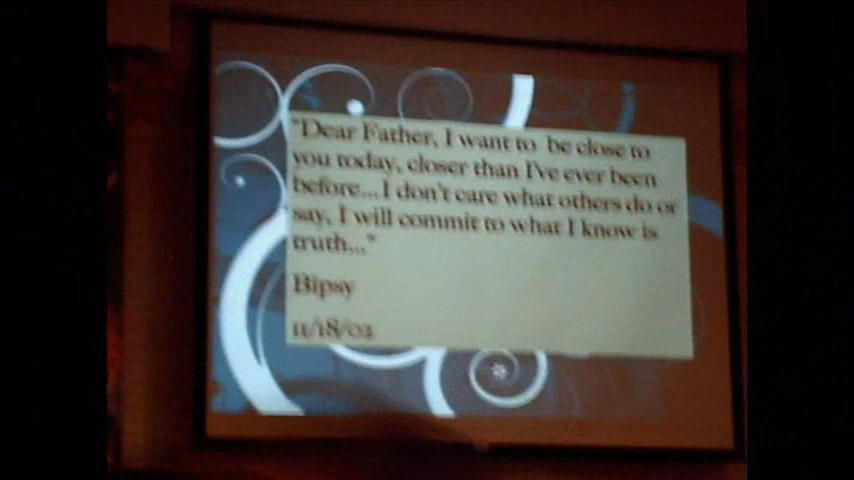 "Dear Father, I want to be close to
you today, closer than I've ever been
before... I don't care what others do or
say, I will commit to what I know is
truth..."
Bipsy
11/18/02